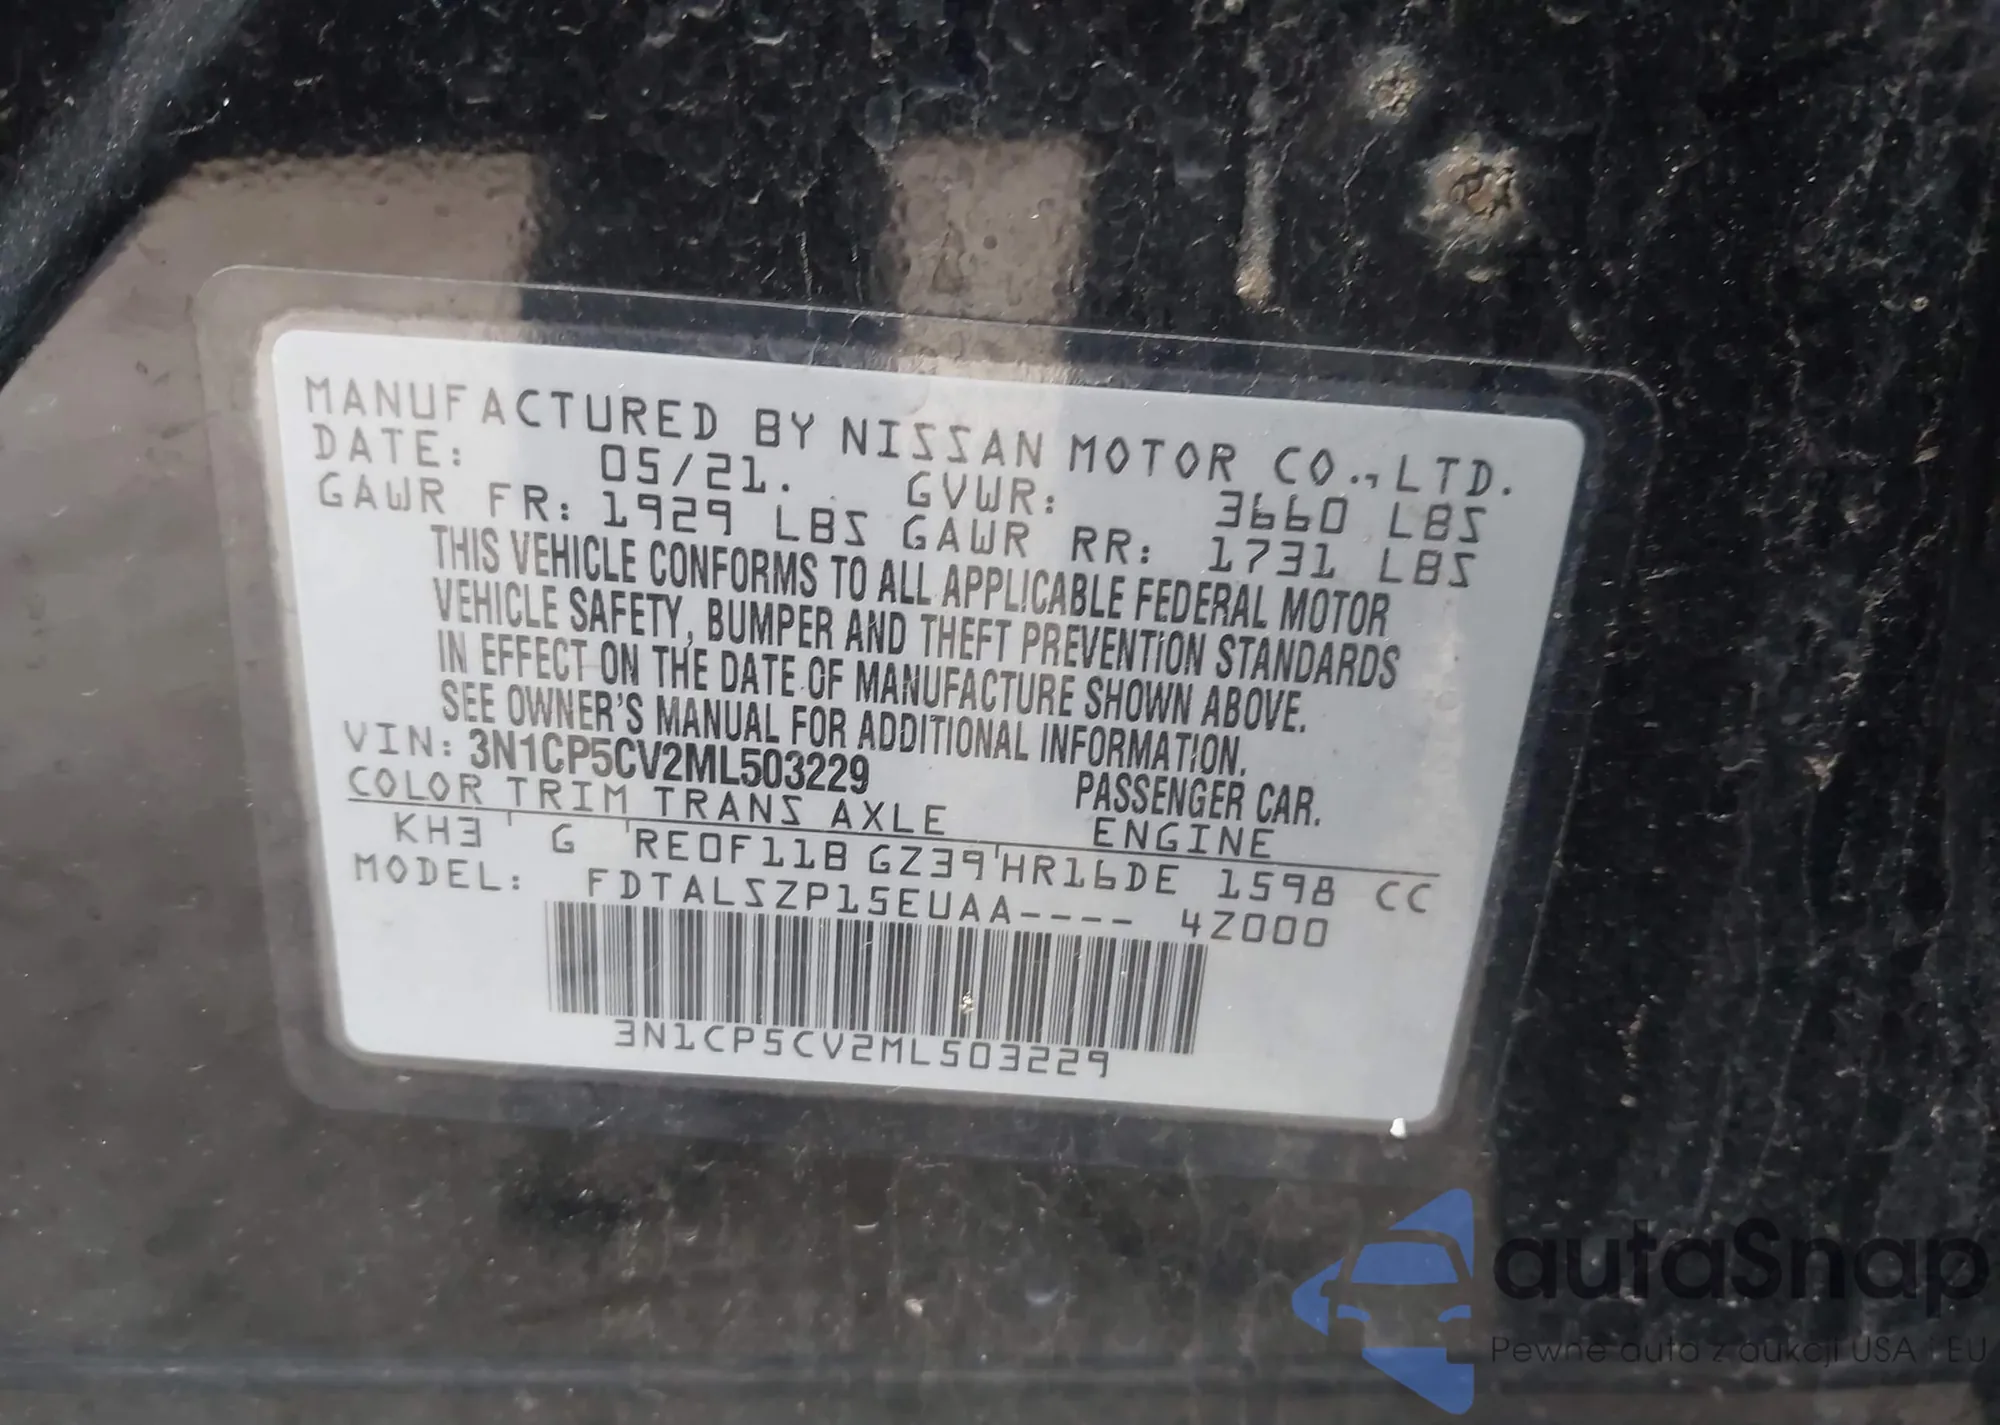 MANUFACTURED BY NISSAN MOTOR CO., LTD.
DATE: 05/21. GVWR: 3660 LBS
GAWR FR: 1929 LBS GAWR RR: 1731 LBS
THIS VEHICLE CONFORMS TO ALL APPLICABLE FEDERAL MOTOR
VEHICLE SAFETY, BUMPER AND THEFT PREVENTION STANDARDS
IN EFFECT ON THE DATE OF MANUFACTURE SHOWN ABOVE.
SEE OWNER'S MANUAL FOR ADDITIONAL INFORMATION.
VIN: 3N1CP5CV2ML503229 PASSENGER CAR.
COLOR TRIM TRANS AXLE ENGINE
KH3 G RE0F11B GZ39 HR16DE 1598 CC
MODEL: FDTALSZP15EUAA---- 4Z000
3N1CP5CV2ML503229
autaSnap
Pewne auta z aukcji USA i EU